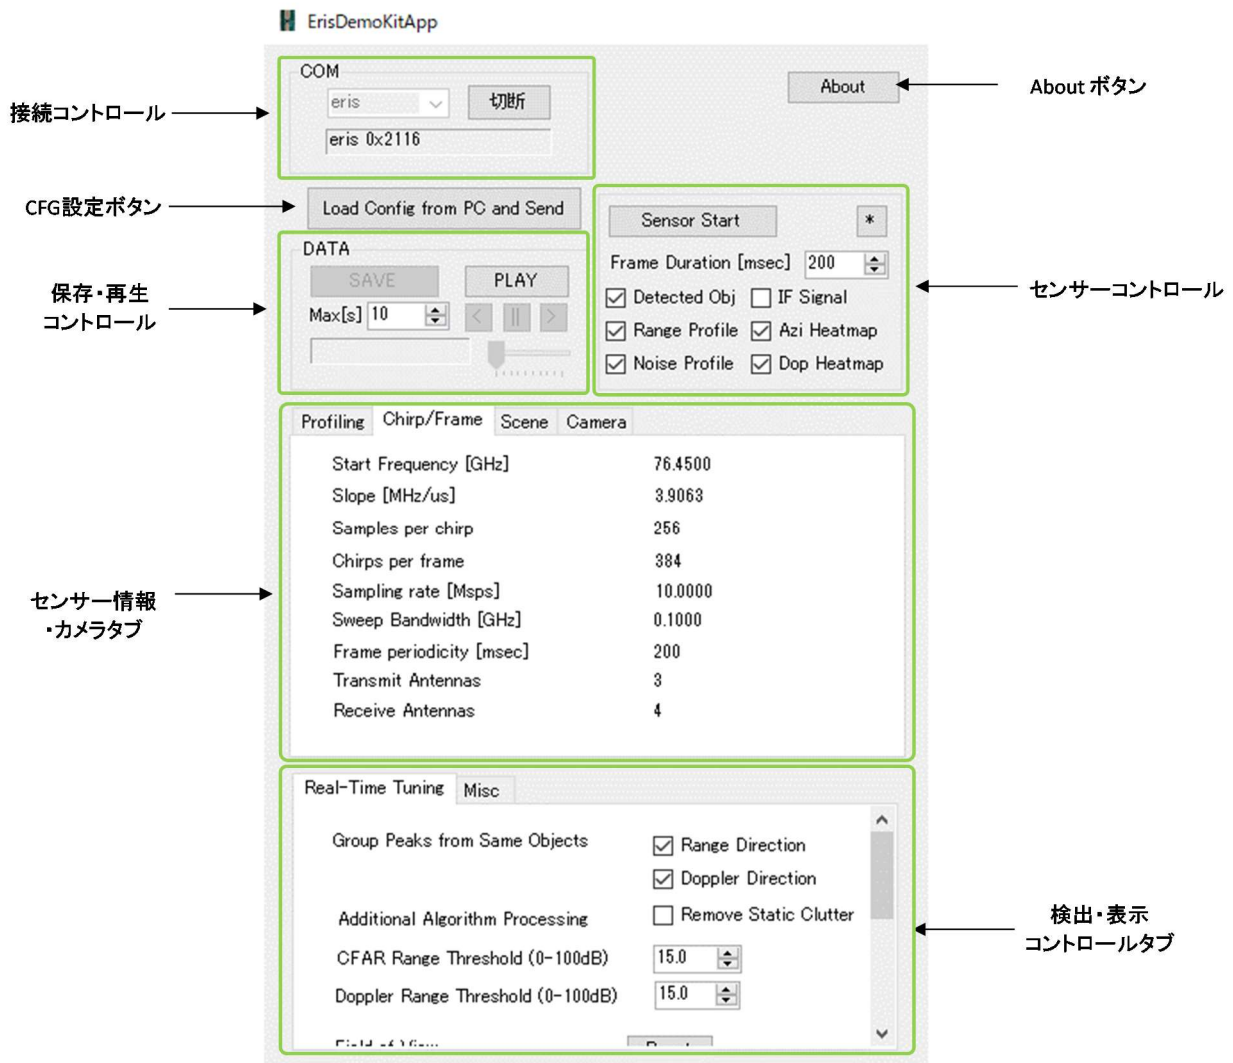 ErisDemoKitApp
COM
eris
切断
eris 0x2116
About
About ボタン
接続コントロール
CFG設定ボタン
Load Config from PC and Send
DATA
SAVE
PLAY
Max[s] 10
< || >
保存・再生
コントロール
Sensor Start
*
Frame Duration [msec] 200
Detected Obj
IF Signal
Range Profile
Azi Heatmap
Noise Profile
Dop Heatmap
センサーコントロール
Profiling Chirp/Frame Scene Camera
Start Frequency [GHz] 76.4500
Slope [MHz/us] 3.9063
Samples per chirp 256
Chirps per frame 384
Sampling rate [Msps] 10.0000
Sweep Bandwidth [GHz] 0.1000
Frame periodicity [msec] 200
Transmit Antennas 3
Receive Antennas 4
センサー情報
・カメラタブ
Real-Time Tuning Misc
Group Peaks from Same Objects
Range Direction
Doppler Direction
Additional Algorithm Processing
Remove Static Clutter
CFAR Range Threshold (0-100dB) 15.0
Doppler Range Threshold (0-100dB) 15.0
検出・表示
コントロールタブ